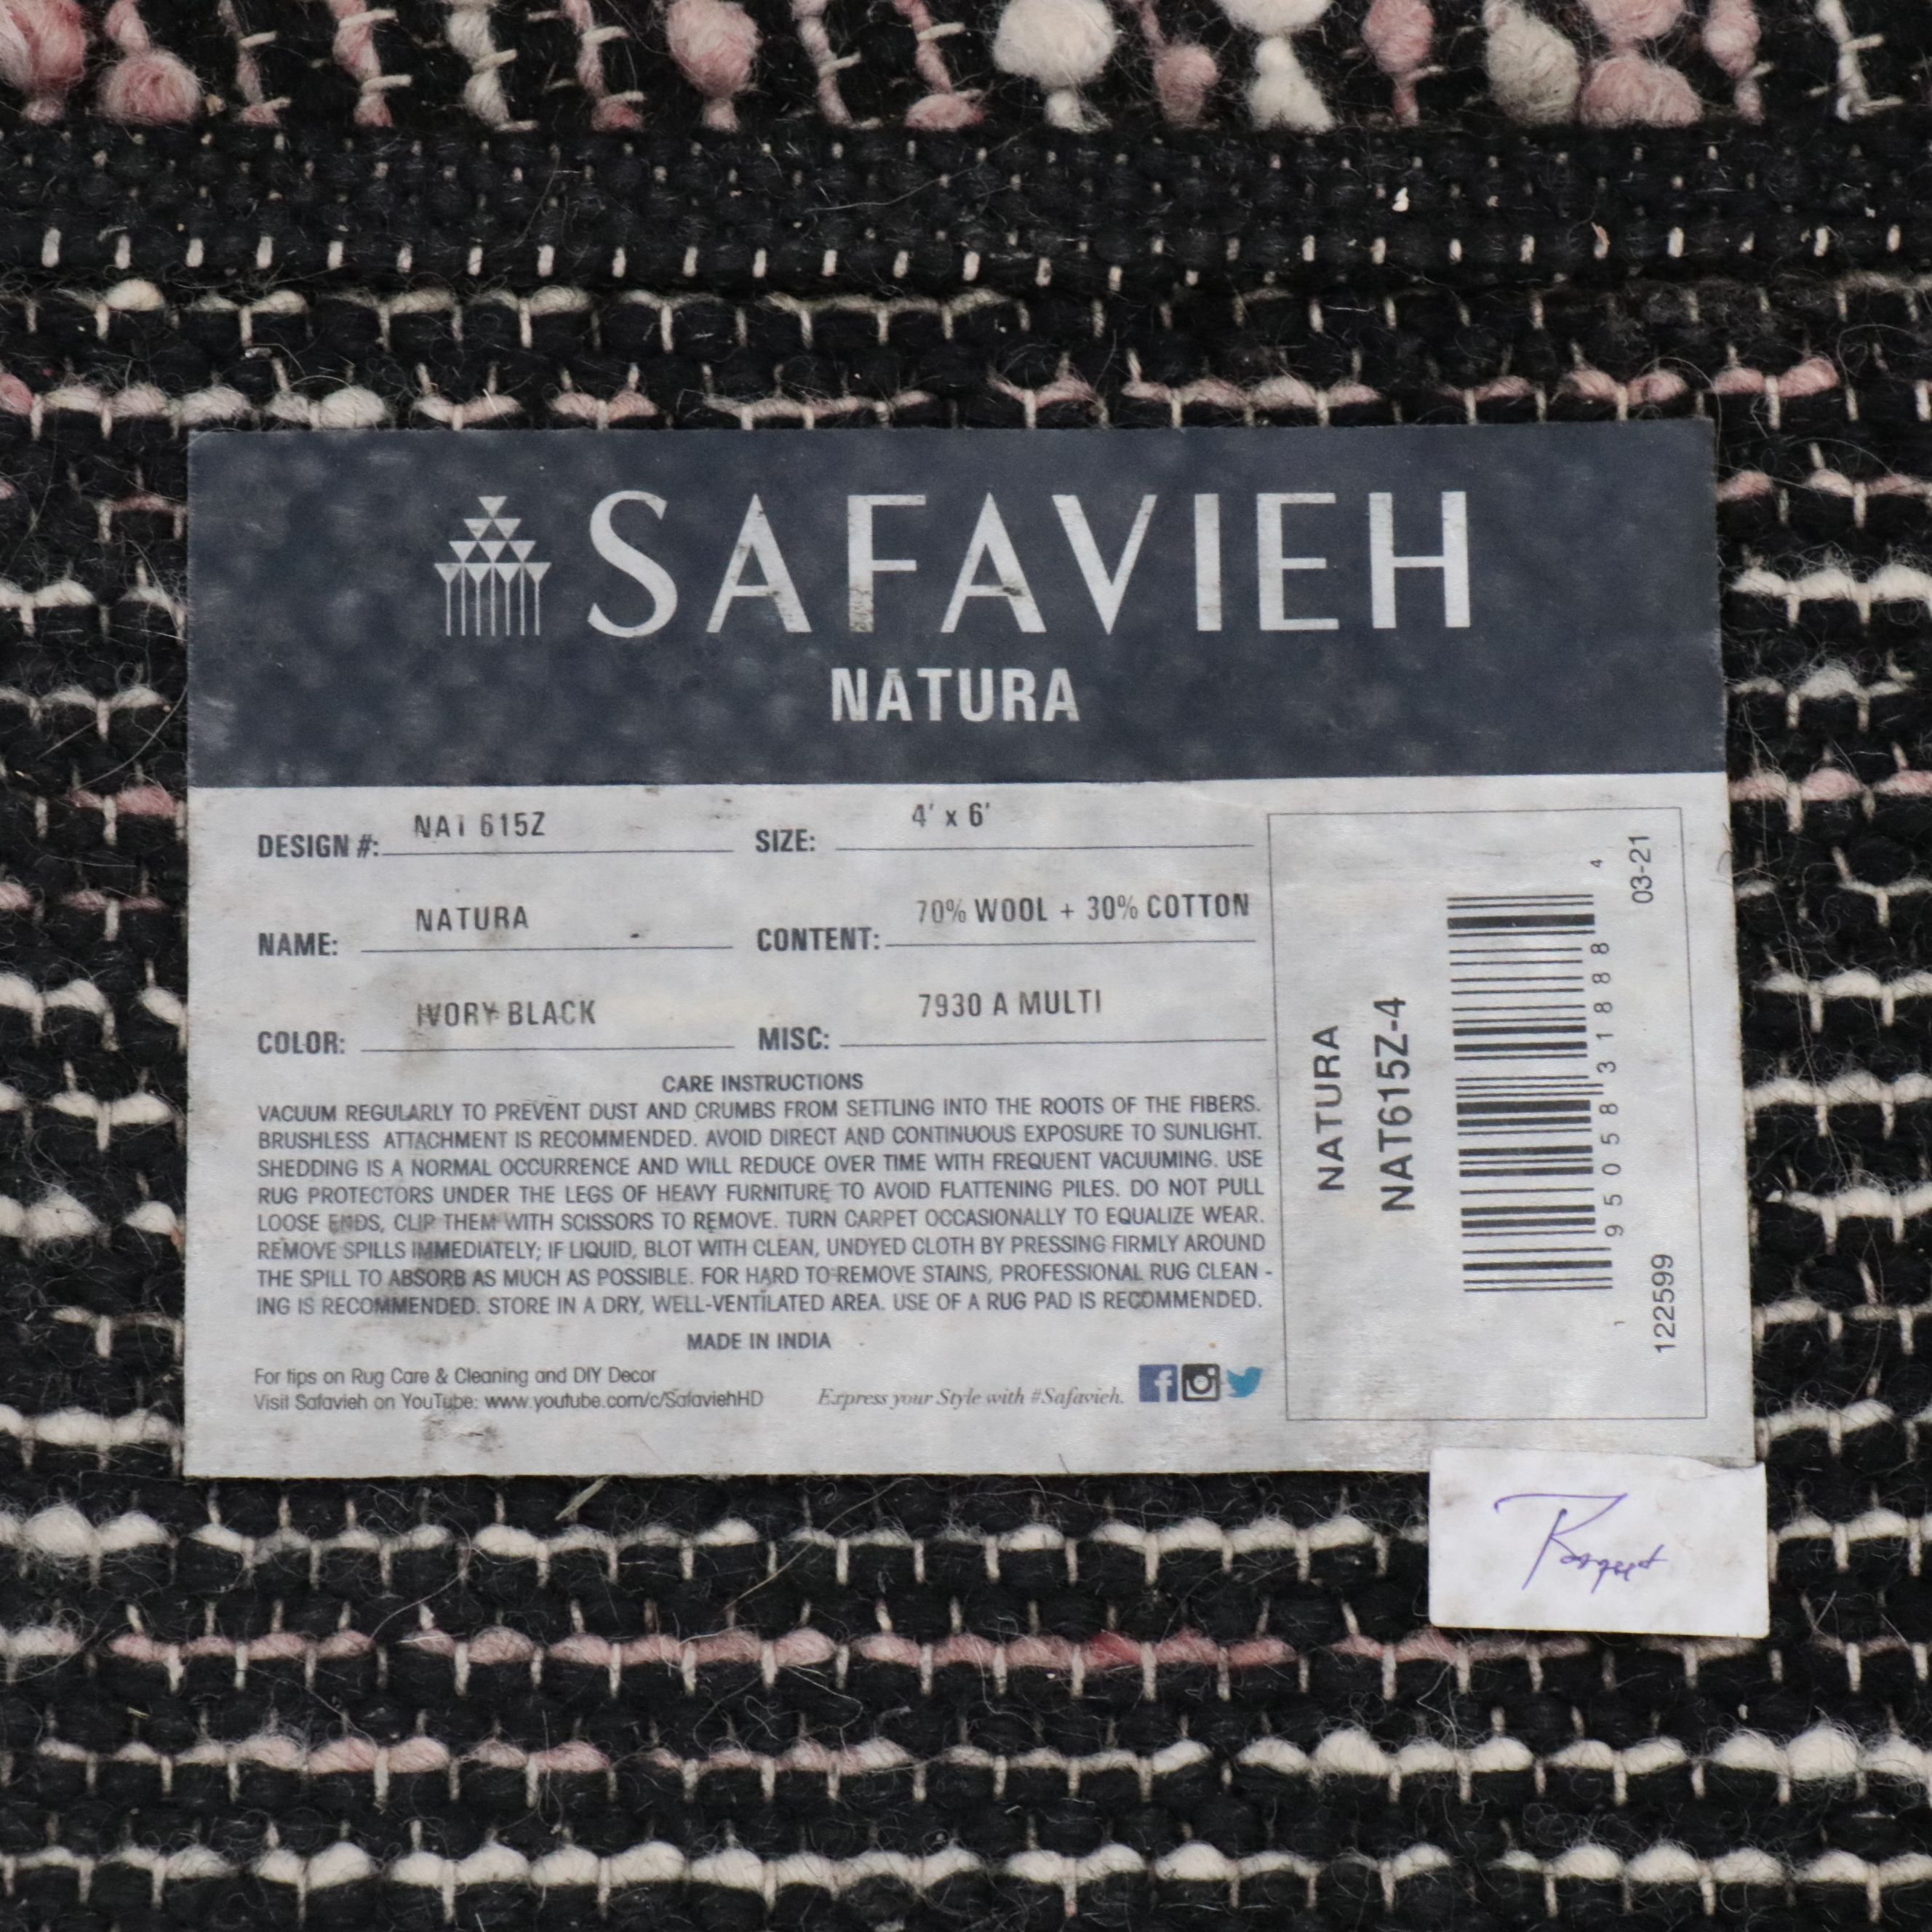 SAFAVIEH
NATURA
DESIGN #: NAT 615Z SIZE: 4' x 6'
NAME: NATURA CONTENT: 70% WOOL + 30% COTTON
COLOR: IVORY BLACK MISC: 7930 A MULTI
CARE INSTRUCTIONS
VACUUM REGULARLY TO PREVENT DUST AND CRUMBS FROM SETTLING INTO THE ROOTS OF THE FIBERS.
BRUSHLESS ATTACHMENT IS RECOMMENDED. AVOID DIRECT AND CONTINUOUS EXPOSURE TO SUNLIGHT.
SHEDDING IS A NORMAL OCCURRENCE AND WILL REDUCE OVER TIME WITH FREQUENT VACUUMING. USE
RUG PROTECTORS UNDER THE LEGS OF HEAVY FURNITURE TO AVOID FLATTENING PILES. DO NOT PULL
LOOSE ENDS, CLIP THEM WITH SCISSORS TO REMOVE. TURN CARPET OCCASIONALLY TO EQUALIZE WEAR.
REMOVE SPILLS IMMEDIATELY; IF LIQUID, BLOT WITH CLEAN, UNDYED CLOTH BY PRESSING FIRMLY AROUND
THE SPILL TO ABSORB AS MUCH AS POSSIBLE. FOR HARD TO REMOVE STAINS, PROFESSIONAL RUG CLEAN -
ING IS RECOMMENDED. STORE IN A DRY, WELL-VENTILATED AREA. USE OF A RUG PAD IS RECOMMENDED.
MADE IN INDIA
For tips on Rug Care & Cleaning and DIY Decor
Visit Safavieh on YouTube: www.youtube.com/c/SafaviehHD
Express your Style with #Safavieh.
NATURA
NAT615Z-4
1 95058 31888 4
122599 03-21